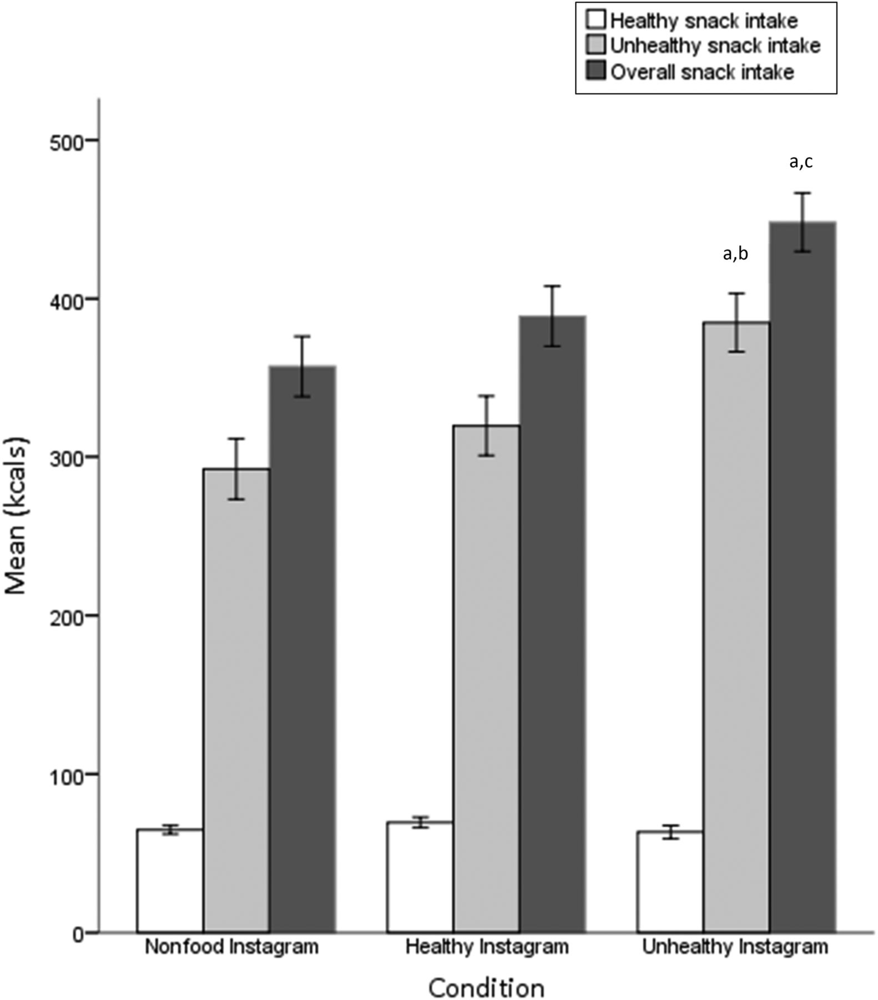 Healthy snack intake
Unhealthy snack intake
Overall snack intake
500
400
300
200
100
0
Mean (kcals)
a,b
a,c
Nonfood Instagram
Healthy Instagram
Unhealthy Instagram
Condition